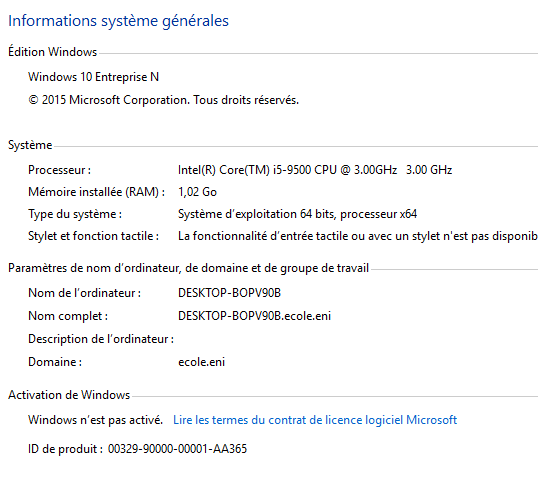 Informations système générales
Édition Windows
Windows 10 Entreprise N
© 2015 Microsoft Corporation. Tous droits réservés.
Système
Processeur : Intel(R) Core(TM) i5-9500 CPU @ 3.00GHz 3.00 GHz
Mémoire installée (RAM) : 1,02 Go
Type du système : Système d'exploitation 64 bits, processeur x64
Stylet et fonction tactile : La fonctionnalité d'entrée tactile ou avec un stylet n'est pas disponib
Paramètres de nom d'ordinateur, de domaine et de groupe de travail
Nom de l'ordinateur : DESKTOP-BOPV90B
Nom complet : DESKTOP-BOPV90B.ecole.eni
Description de l'ordinateur :
Domaine : ecole.eni
Activation de Windows
Windows n'est pas activé. Lire les termes du contrat de licence logiciel Microsoft
ID de produit : 00329-90000-00001-AA365